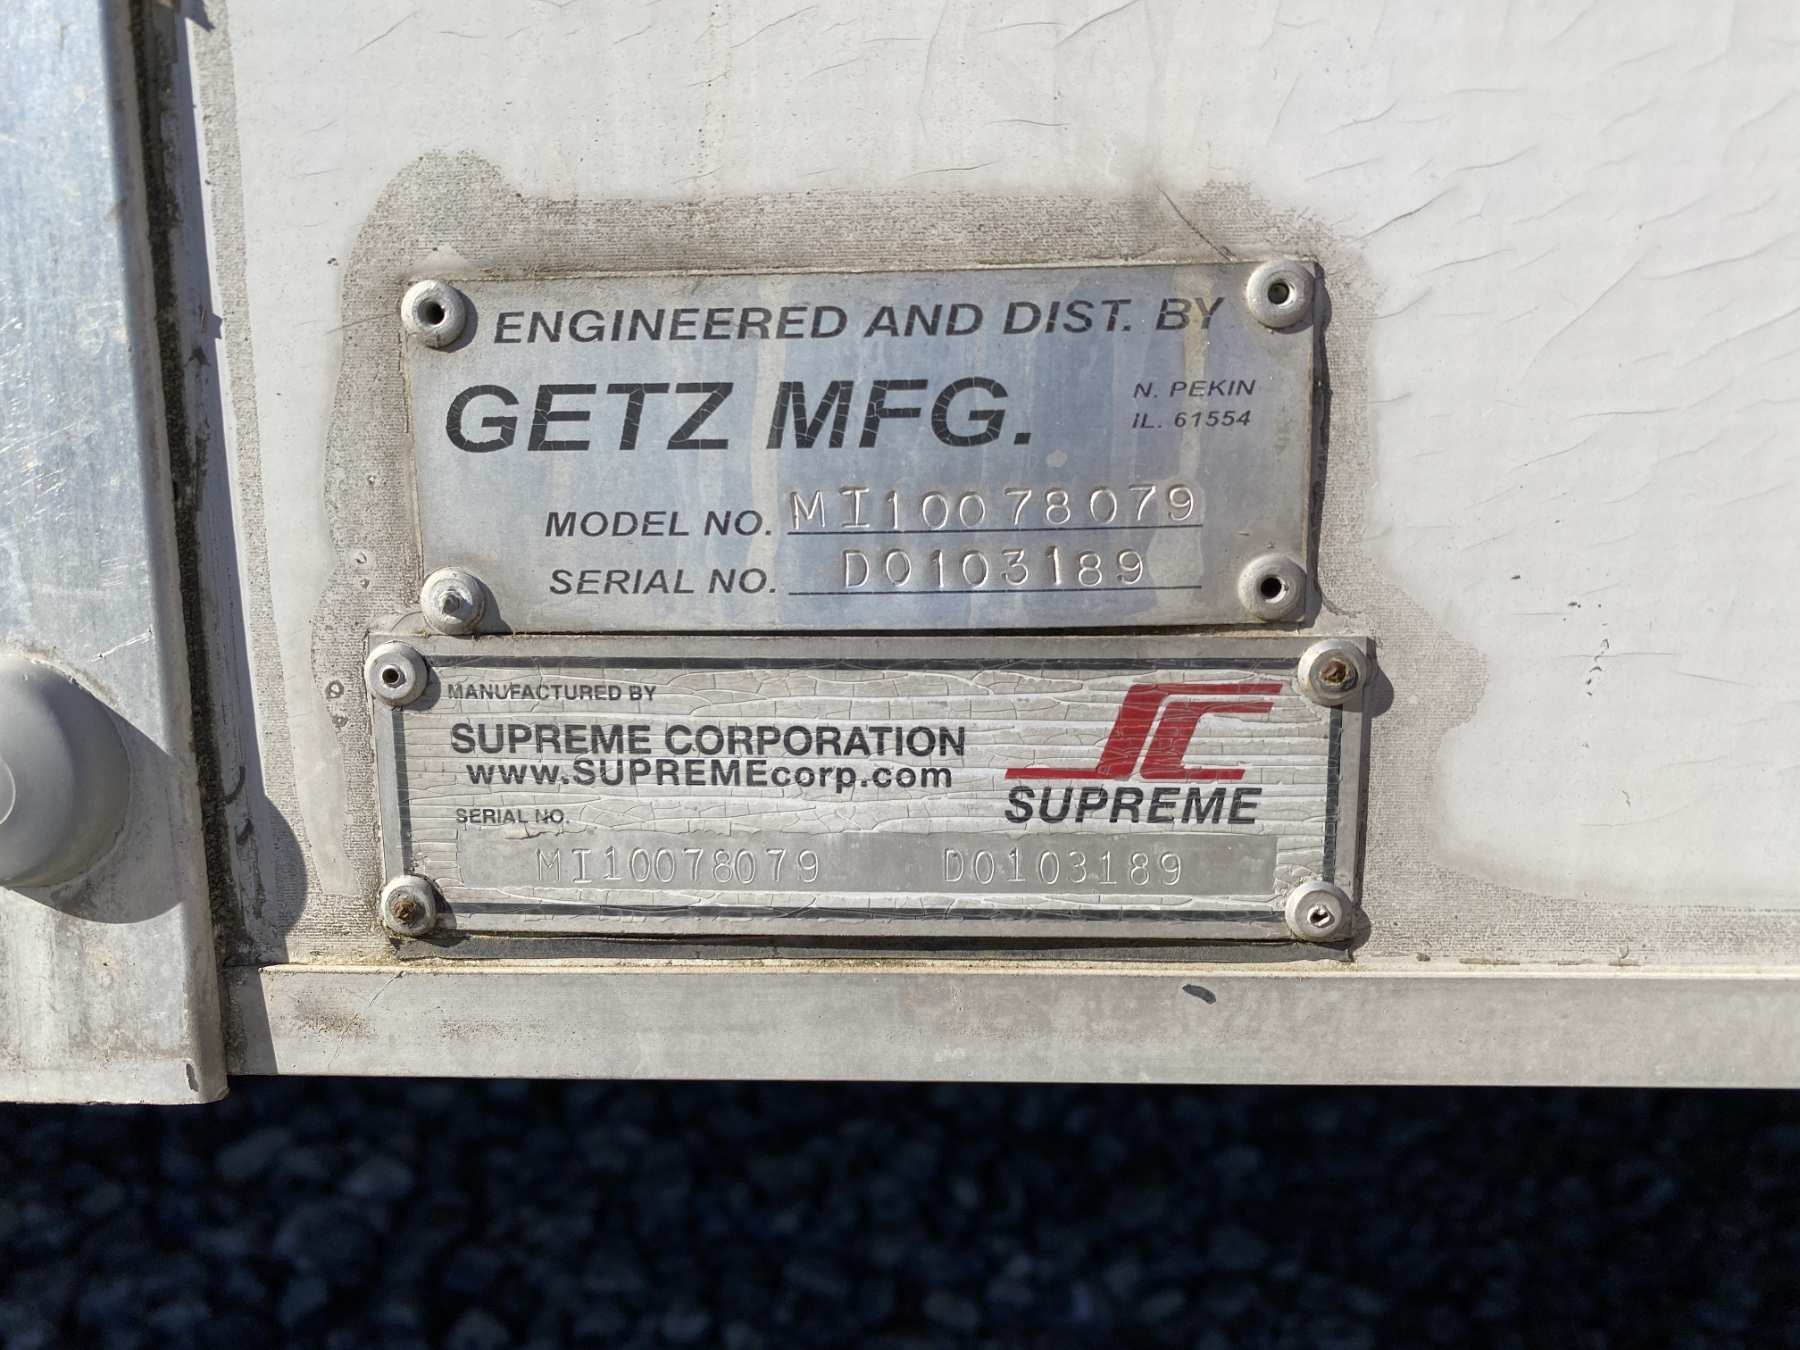 ENGINEERED AND DIST. BY
GETZ MFG.
N. PEKIN
IL. 61554
MODEL NO. MI10078079
SERIAL NO. D0103189
MANUFACTURED BY
SUPREME CORPORATION
www.SUPREMEcorp.com
SC
SUPREME
SERIAL NO.
MI10078079 D0103189